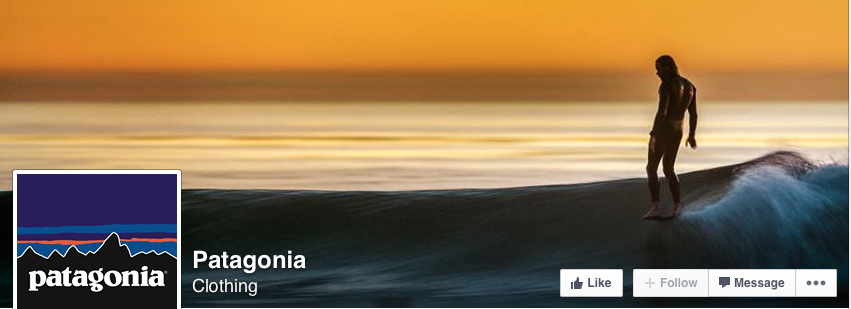 patagonia®
Patagonia
Clothing
Like
Follow
Message